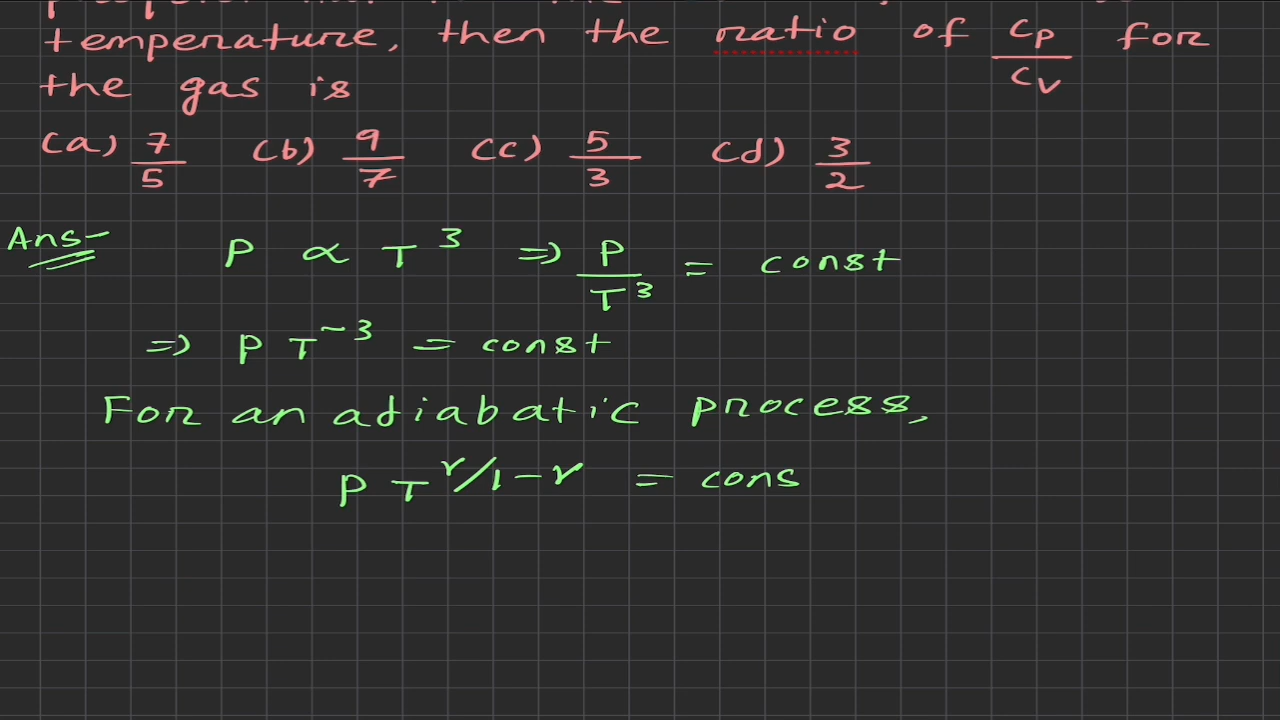 temperature, then the ratio of Cp/Cv for
the gas is
(a) 7/5 (b) 9/7 (c) 5/3 (d) 3/2
Ans- P ∝ T³ ⇒ P/T³ = const
⇒ P T⁻³ = const
For an adiabatic process,
P T^γ/1-γ = cons